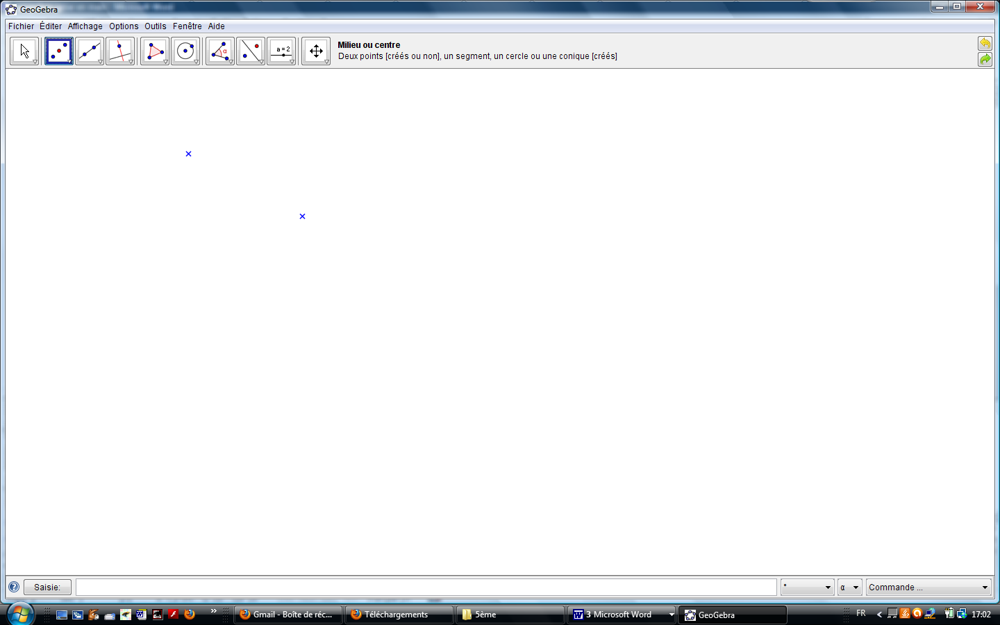 GeoGebra
Fichier Éditer Affichage Options Outils Fenêtre Aide
α
a = 2
Milieu ou centre
Deux points [créés ou non], un segment, un cercle ou une conique [créés]
Saisie:
°
α
Commande ...
Gmail - Boîte de réc...
Téléchargements
5ème
3 Microsoft Word
GeoGebra
FR
17:02